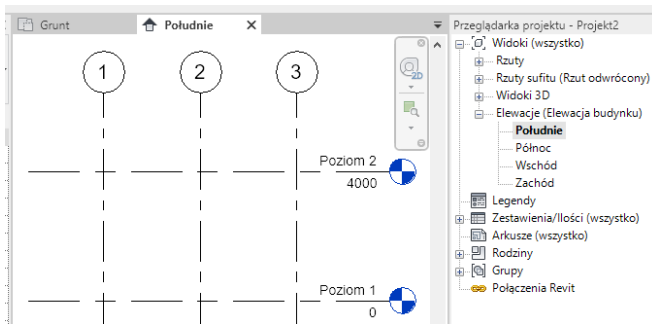 Grunt
Południe
1
2
3
2D
Poziom 2
4000
Poziom 1
0
Przeglądarka projektu - Projekt2
Widoki (wszystko)
Rzuty
Rzuty sufitu (Rzut odwrócony)
Widoki 3D
Elewacje (Elewacja budynku)
Południe
Północ
Wschód
Zachód
Legendy
Zestawienia/Ilości (wszystko)
Arkusze (wszystko)
Rodziny
Grupy
Połączenia Revit